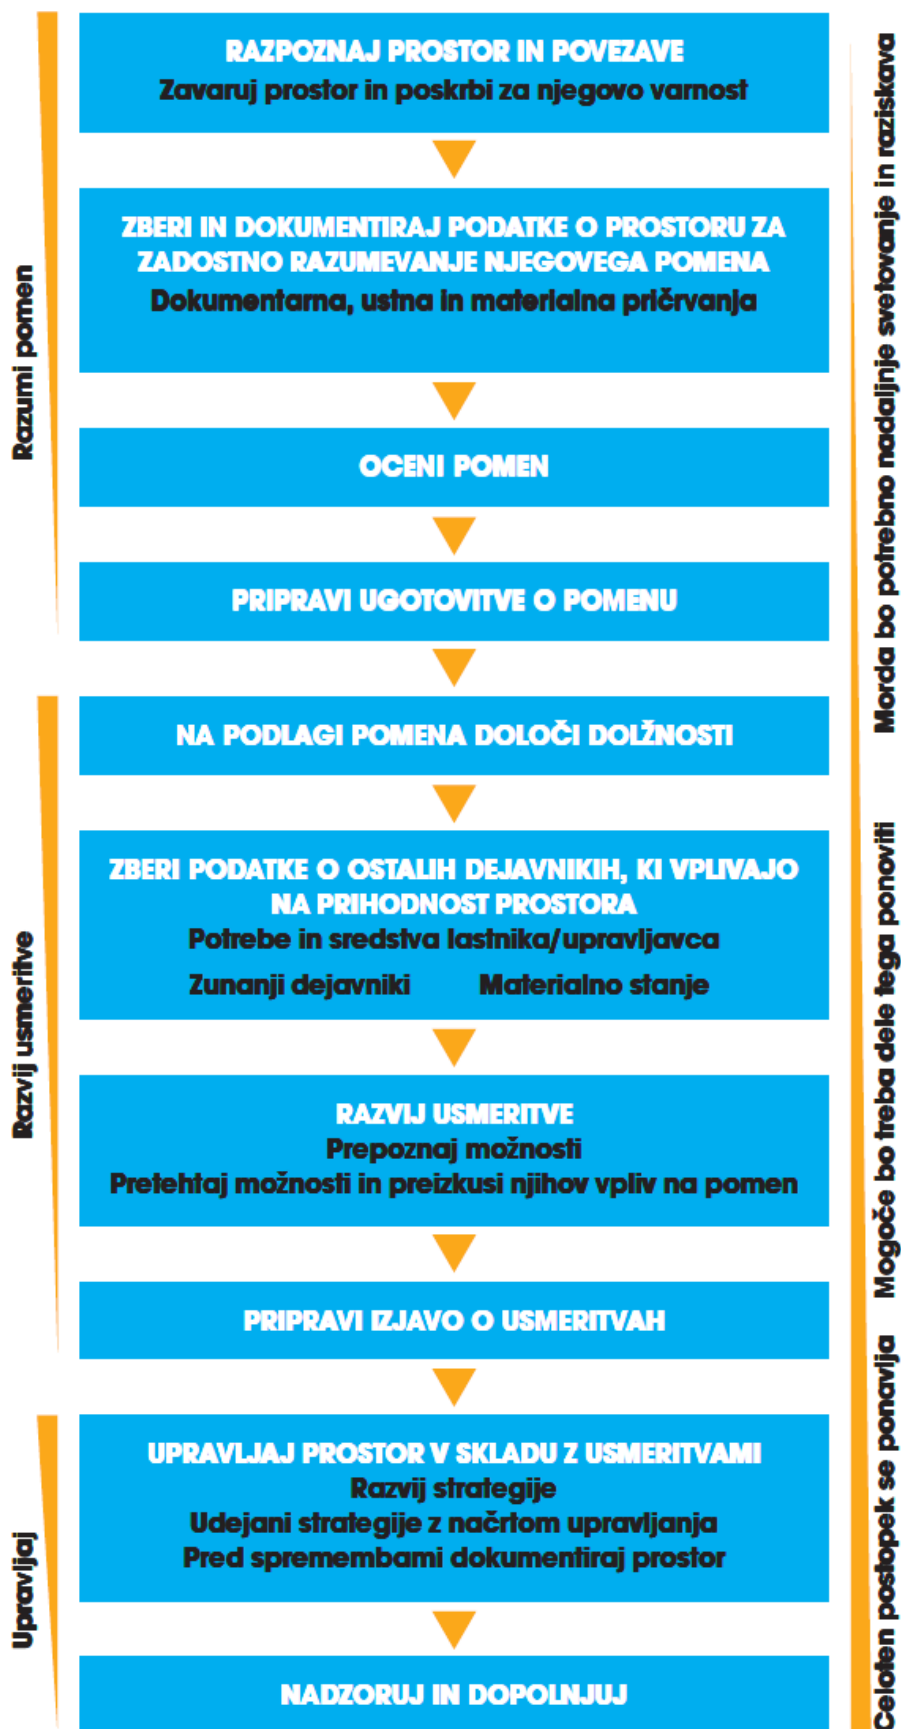 RAZPOZNAJ PROSTOR IN POVEZAVE
Zavaruj prostor in poskrbi za njegovo varnost
ZBERI IN DOKUMENTIRAJ PODATKE O PROSTORU ZA
ZADOSTNO RAZUMEVANJE NJEGOVEGA POMENA
Dokumentarna, ustna in materialna pričrvanja
OCENI POMEN
PRIPRAVI UGOTOVITVE O POMENU
Razumi pomen
NA PODLAGI POMENA DOLOČI DOLŽNOSTI
ZBERI PODATKE O OSTALIH DEJAVNIKIH, KI VPLIVAJO
NA PRIHODNOST PROSTORA
Potrebe in sredstva lastnika/upravljavca
Zunanji dejavniki Materialno stanje
RAZVIJ USMERITVE
Prepoznaj možnosti
Pretehtaj možnosti in preizkusi njihov vpliv na pomen
PRIPRAVI IZJAVO O USMERITVAH
Razvij usmeritve
UPRAVLJAJ PROSTOR V SKLADU Z USMERITVAMI
Razvij strategije
Udejani strategije z načrtom upravljanja
Pred spremembami dokumentiraj prostor
NADZORUJ IN DOPOLNJUJ
Upravljaj
Celoten postopek se ponavlja
Mogoče bo treba dele tega ponoviti
Morda bo potrebno nadaljnje svetovanje in raziskava